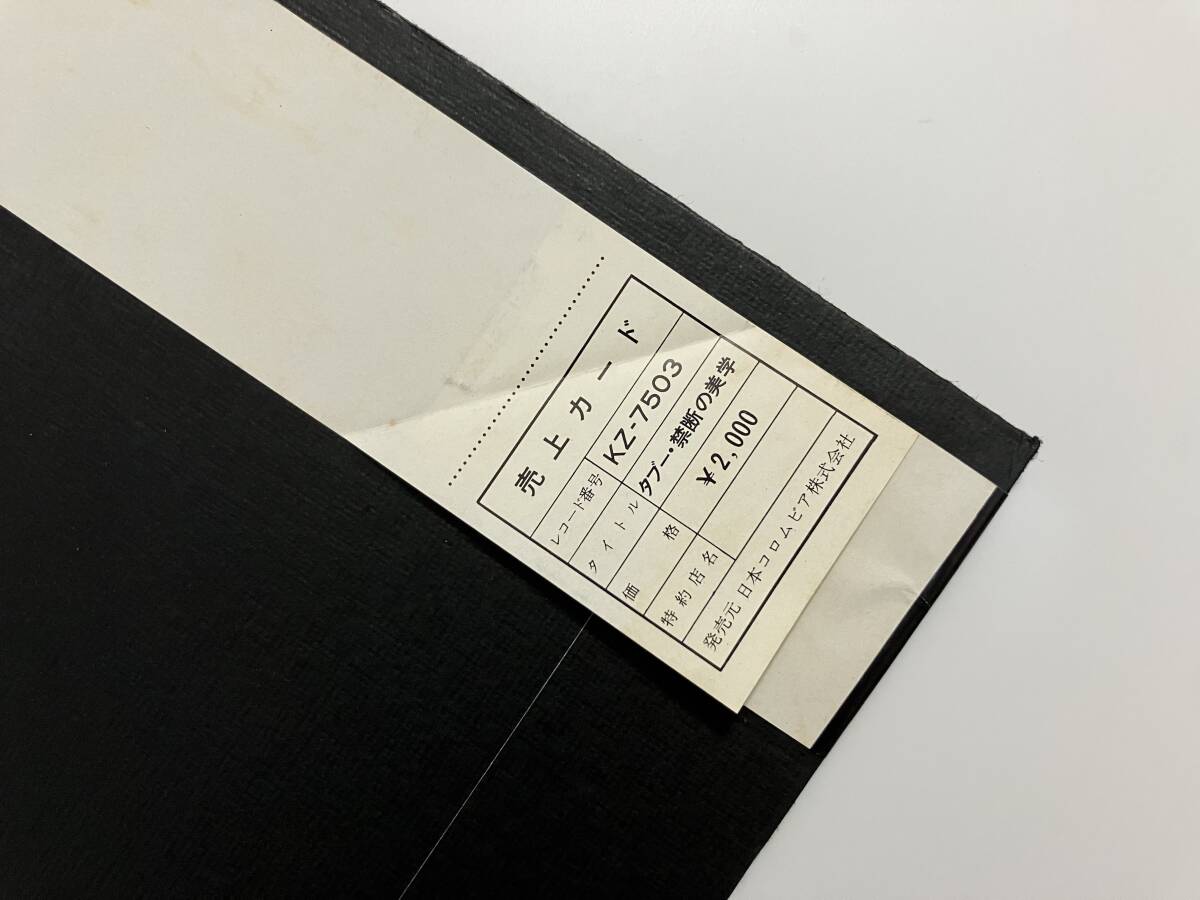 売上カード
レコード番号 KZ-7503
タイトル タブー・禁断の美学
価格 ¥2,000
特約店名
発売元 日本コロムビア株式会社